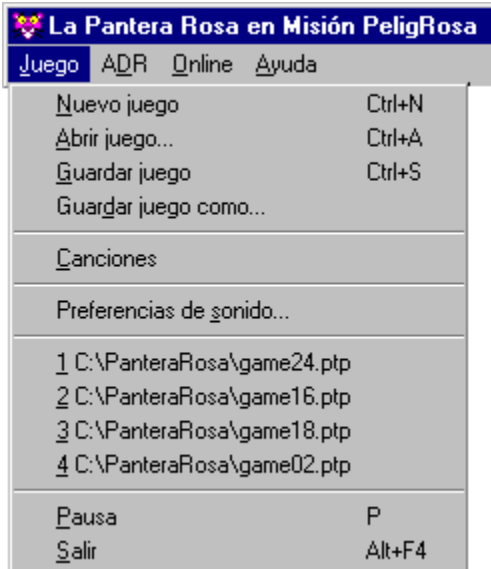 La Pantera Rosa en Misión PeligRosa
Juego ADR Online Ayuda
Nuevo juego Ctrl+N
Abrir juego... Ctrl+A
Guardar juego Ctrl+S
Guardar juego como...
Canciones
Preferencias de sonido...
1 C:\PanteraRosa\game24.ptp
2 C:\PanteraRosa\game16.ptp
3 C:\PanteraRosa\game18.ptp
4 C:\PanteraRosa\game02.ptp
Pausa P
Salir Alt+F4